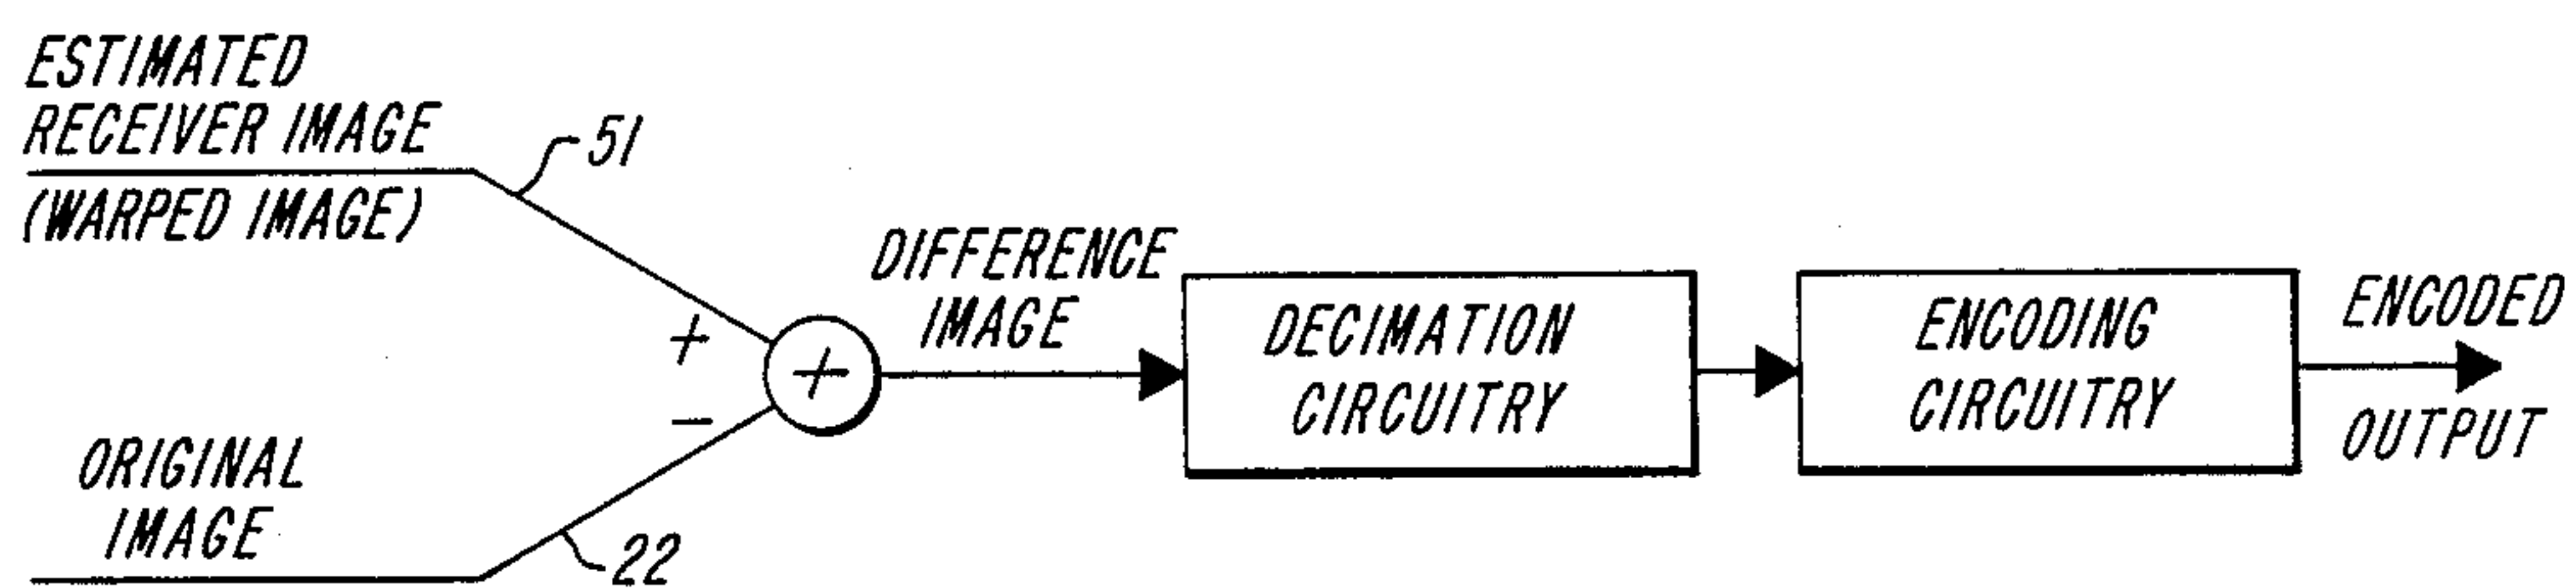 ESTIMATED
RECEIVER IMAGE
(WARPED IMAGE)
51
+
-
+
ORIGINAL
IMAGE
22
DIFFERENCE
IMAGE
DECIMATION
CIRCUITRY
ENCODING
CIRCUITRY
ENCODED
OUTPUT